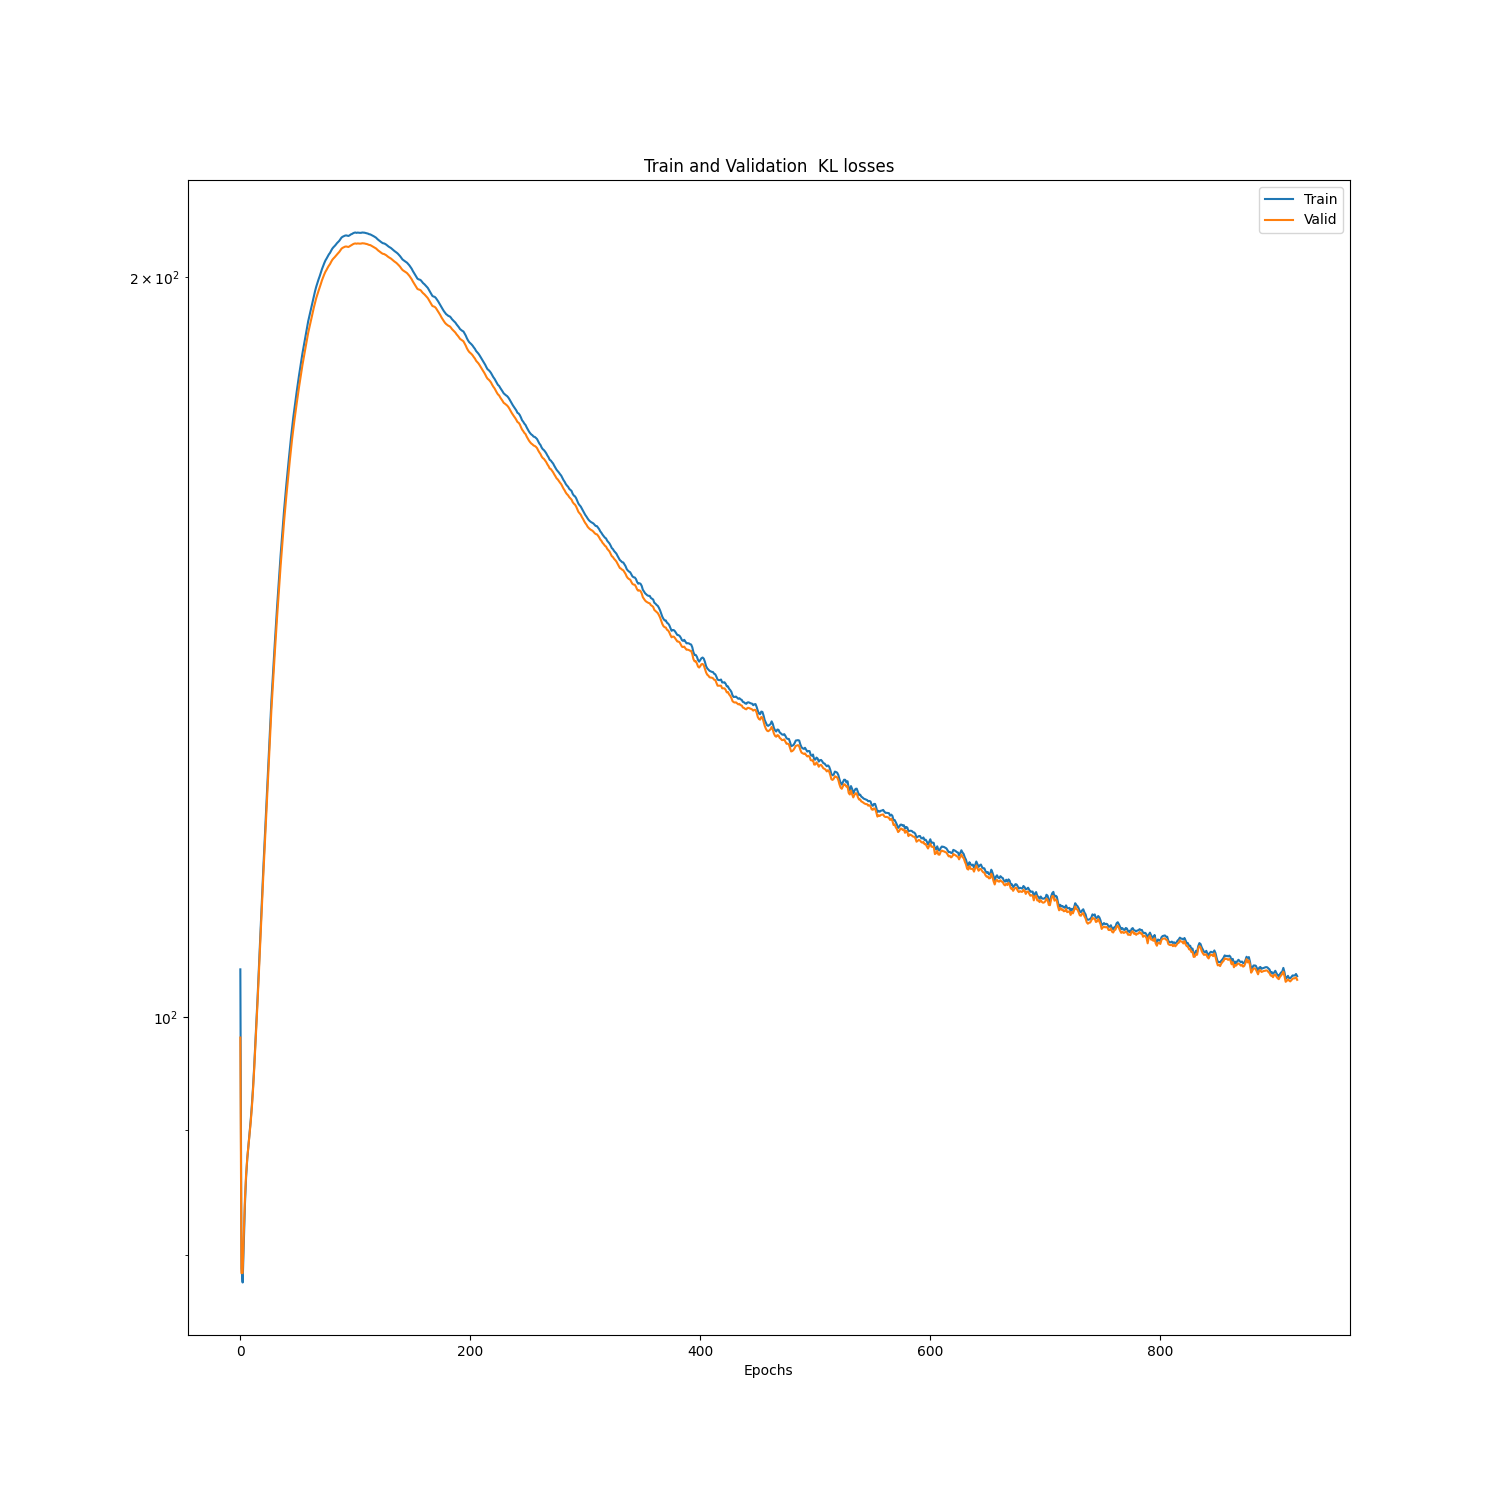 Train and Validation  KL losses
Train
Valid
2 × 10²
10²
0 200 400 600 800
Epochs